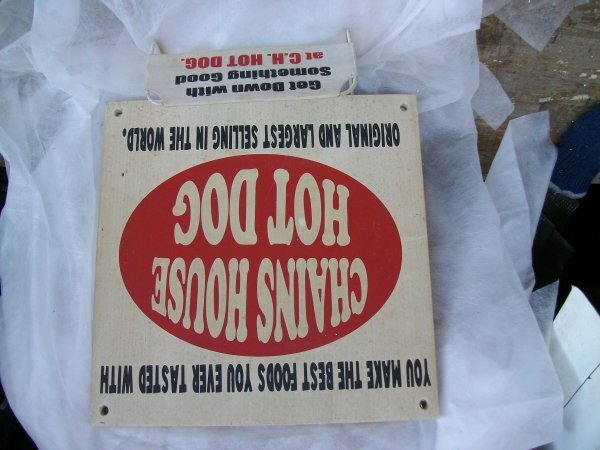 YOU MAKE THE BEST FOODS YOU EVER TASTED WITH
CHAINS HOUSE
HOT DOG
ORIGINAL AND LARGEST SELLING IN THE WORLD.
Get Down with
Something Good
at C.H. HOT DOG.